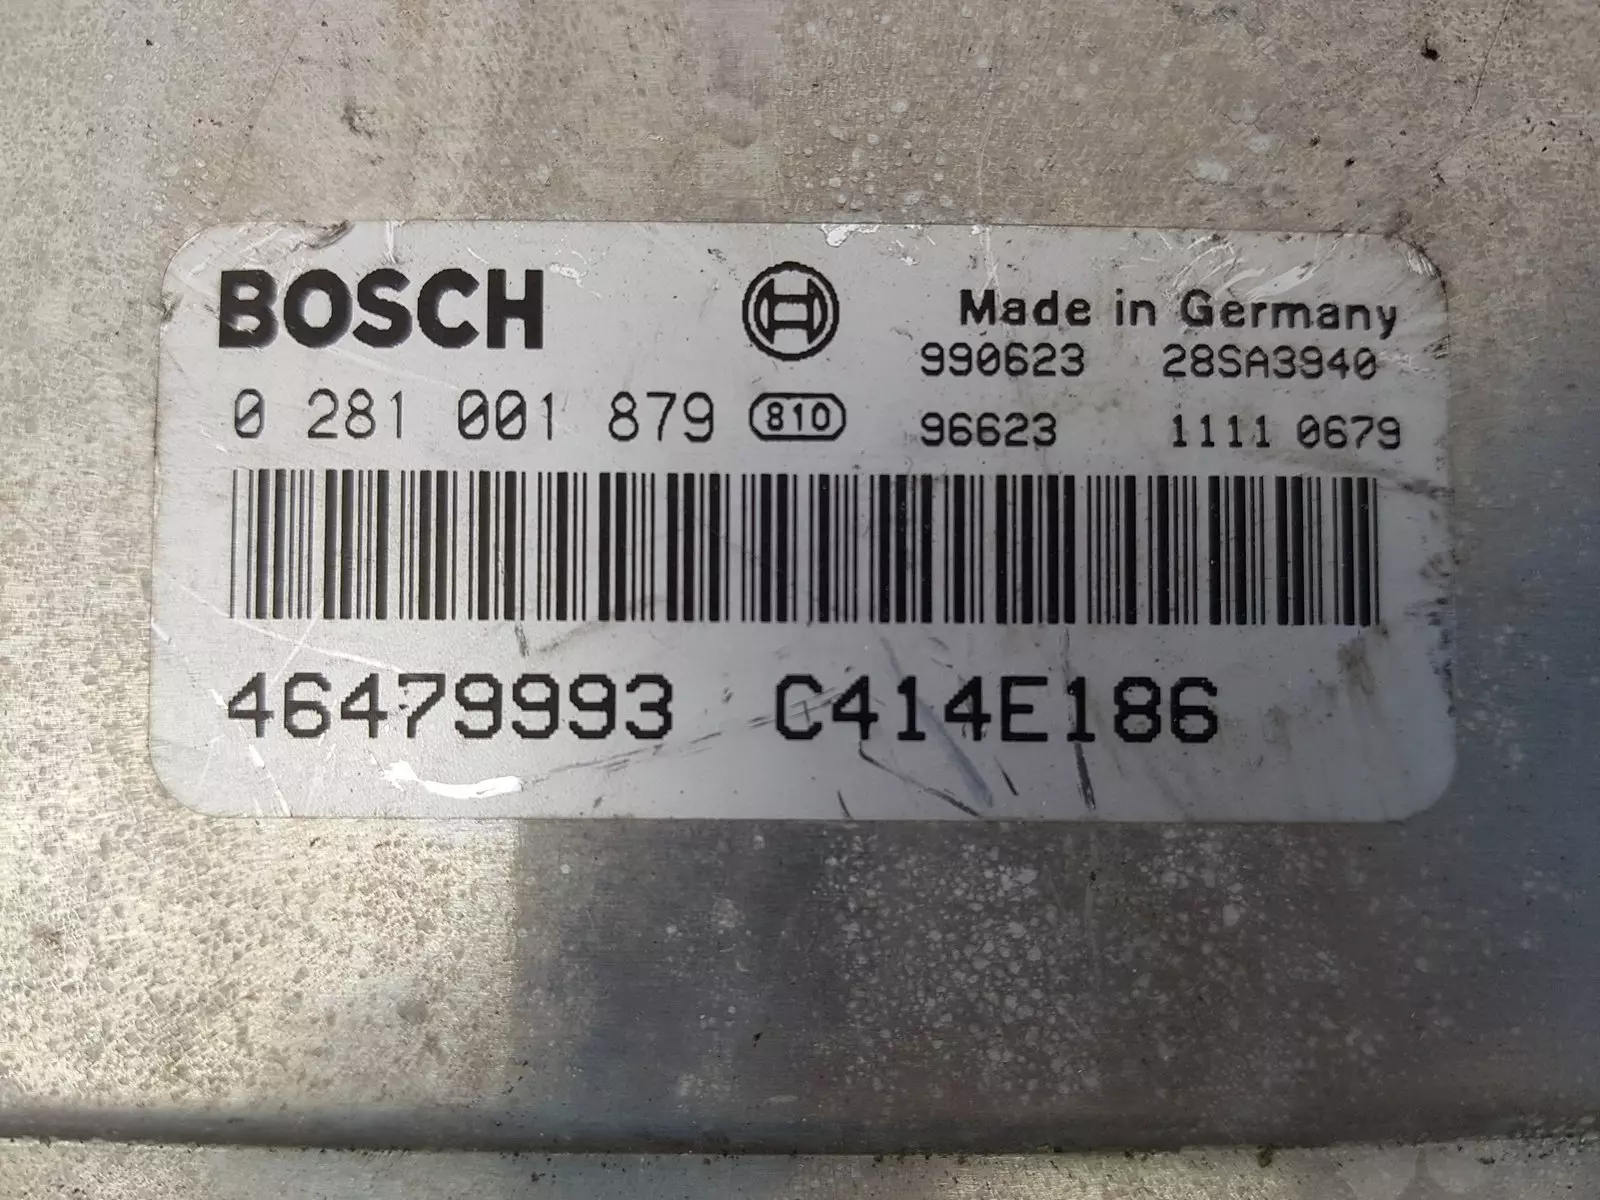 BOSCH
Made in Germany
990623 28SA3940
0 281 001 879 810 96623 1111 0679
46479993 C414E186